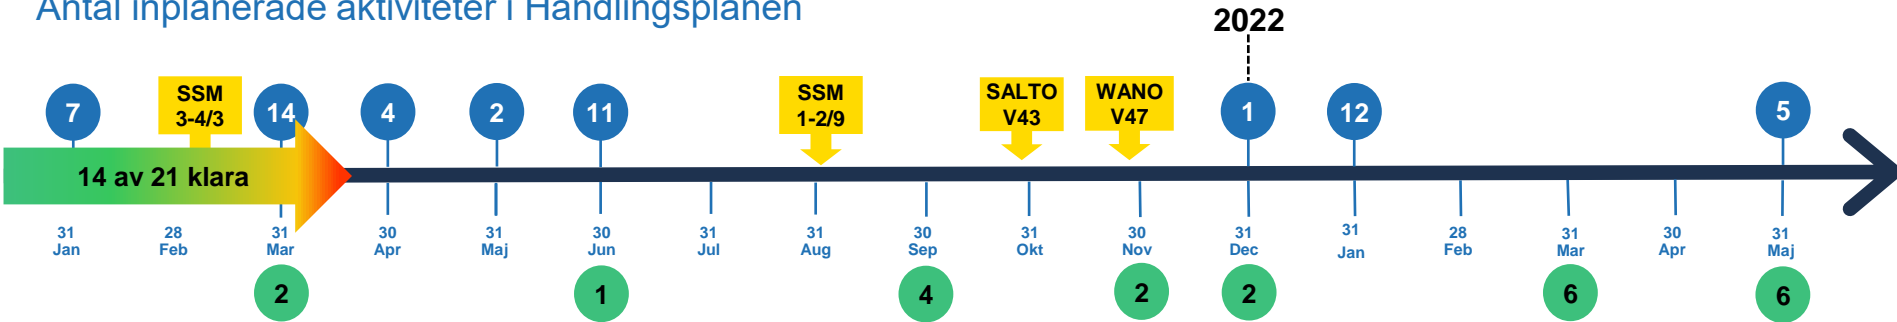 Antal inplanerade aktiviteter i Handlingsplanen
2022
7
SSM
3-4/3
14
4
2
11
SSM
1-2/9
SALTO
V43
WANO
V47
1
12
5
14 av 21 klara
31
Jan
28
Feb
31
Mar
30
Apr
31
Maj
30
Jun
31
Jul
31
Aug
30
Sep
31
Okt
30
Nov
31
Dec
31
Jan
28
Feb
31
Mar
30
Apr
31
Maj
2
1
4
2
2
6
6